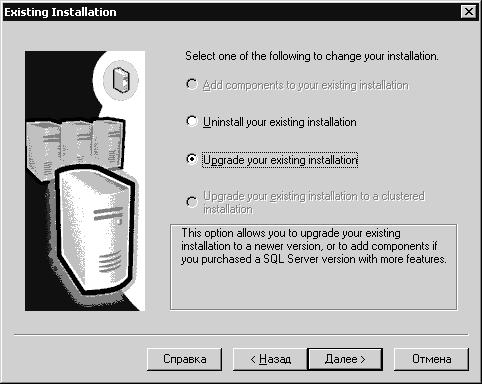 Existing Installation
Select one of the following to change your installation.
Add components to your existing installation
Uninstall your existing installation
Upgrade your existing installation
Upgrade your existing installation to a clustered
installation
This option allows you to upgrade your existing
installation to a newer version, or to add components if
you purchased a SQL Server version with more features.
Справка
< Назад
Далее >
Отмена